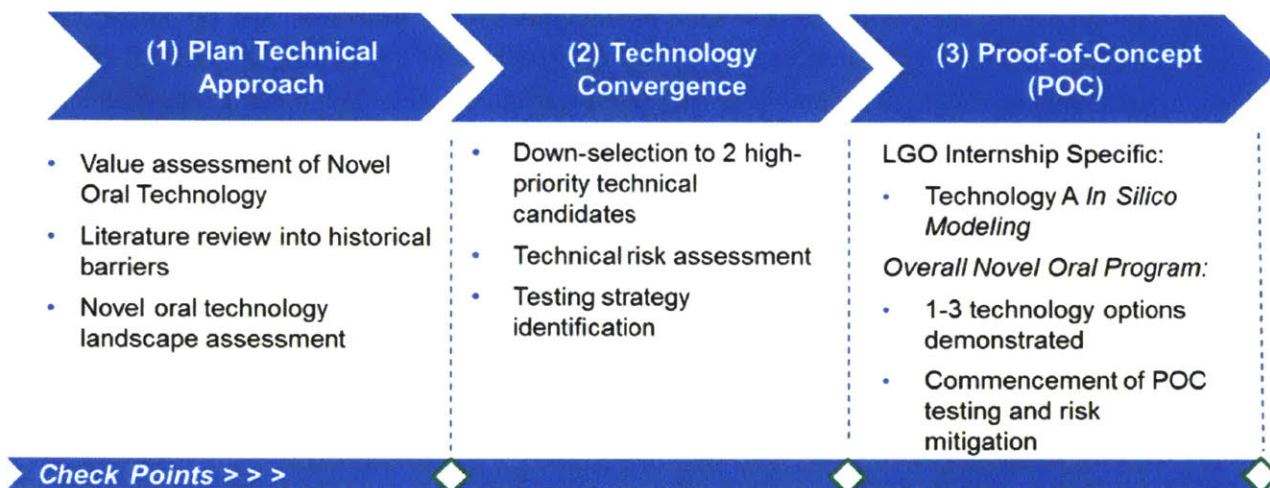 (1) Plan Technical
Approach
(2) Technology
Convergence
(3) Proof-of-Concept
(POC)
• Value assessment of Novel
Oral Technology
• Literature review into historical
barriers
• Novel oral technology
landscape assessment
• Down-selection to 2 high-
priority technical
candidates
• Technical risk assessment
• Testing strategy
identification
LGO Internship Specific:
• Technology A In Silico
Modeling
Overall Novel Oral Program:
• 1-3 technology options
demonstrated
• Commencement of POC
testing and risk
mitigation
Check Points > > >